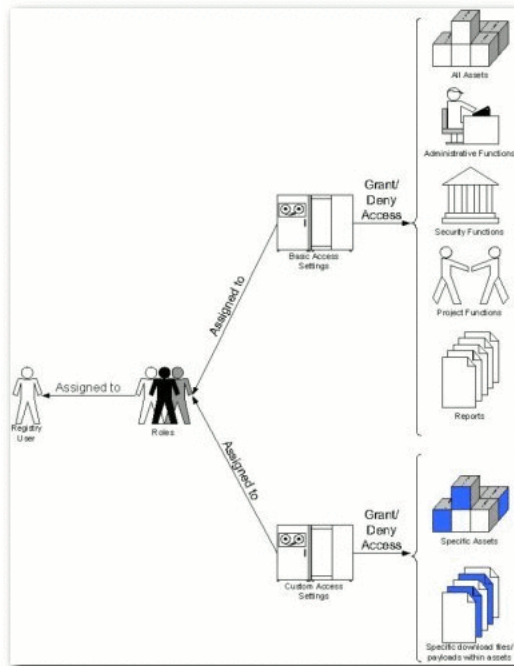 All Assets
Administrative Functions
Grant/
Deny
Access
Security Functions
Basic Access
Settings
Project Functions
Assigned to
Reports
Assigned to
Registry
User
Roles
Assigned to
Grant/
Deny
Access
Specific Assets
Custom Access
Settings
Specific download files/
payloads within assets